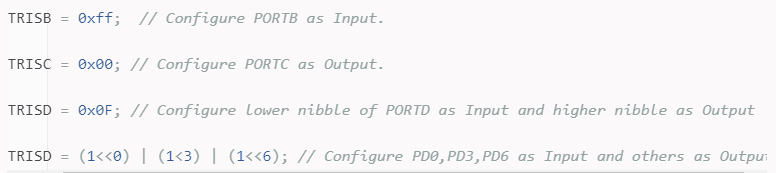 TRISB = 0xff;  // Configure PORTB as Input.
TRISC = 0x00; // Configure PORTC as Output.
TRISD = 0x0F; // Configure lower nibble of PORTD as Input and higher nibble as Output
TRISD = (1<<0) | (1<3) | (1<<6); // Configure PD0,PD3,PD6 as Input and others as Outpu